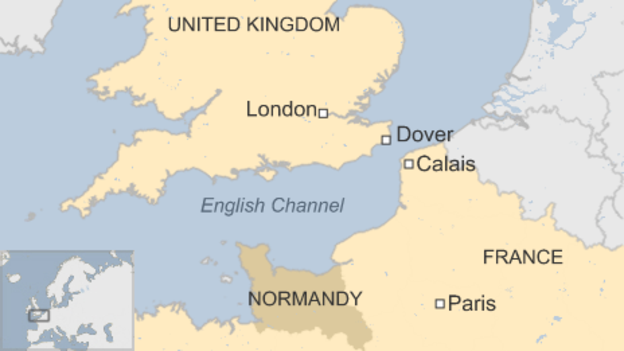 UNITED KINGDOM
London
Dover
Calais
English Channel
FRANCE
NORMANDY
Paris